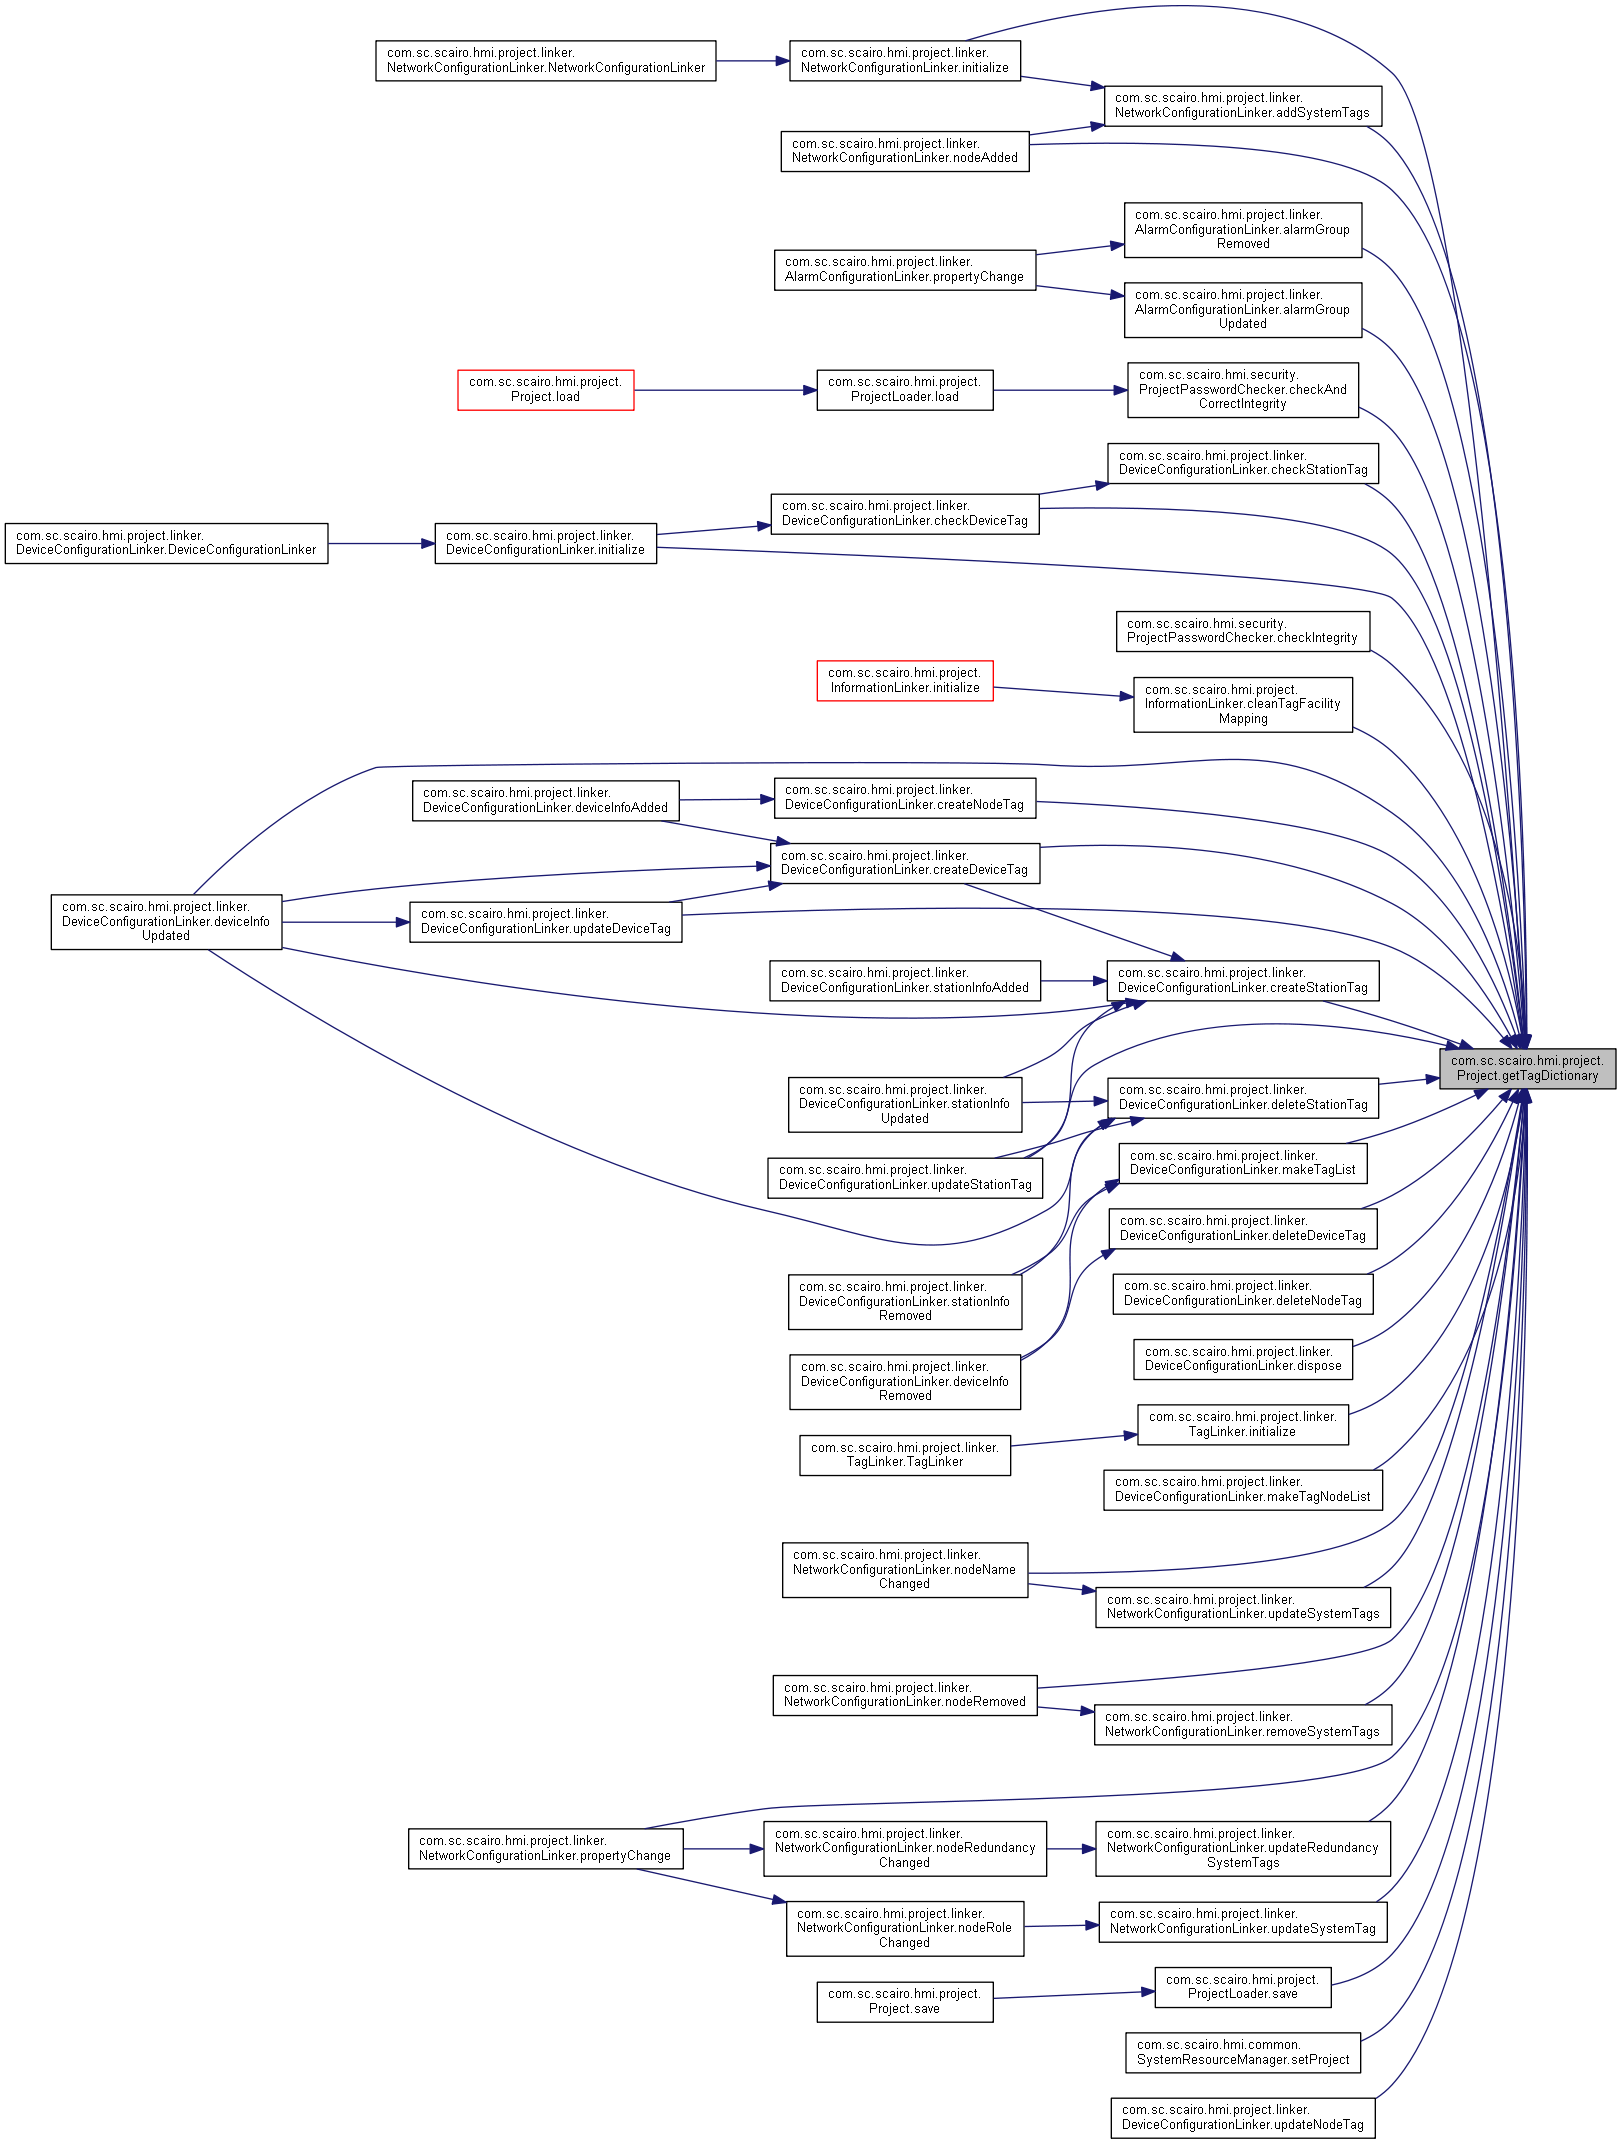 com.sc.scairo.hmi.project.linker.
NetworkConfigurationLinker.NetworkConfigurationLinker
com.sc.scairo.hmi.project.linker.
NetworkConfigurationLinker.initialize
com.sc.scairo.hmi.project.linker.
NetworkConfigurationLinker.addSystemTags
com.sc.scairo.hmi.project.linker.
NetworkConfigurationLinker.nodeAdded
com.sc.scairo.hmi.project.linker.
AlarmConfigurationLinker.alarmGroup
Removed
com.sc.scairo.hmi.project.linker.
AlarmConfigurationLinker.propertyChange
com.sc.scairo.hmi.project.linker.
AlarmConfigurationLinker.alarmGroup
Updated
com.sc.scairo.hmi.project.
Project.load
com.sc.scairo.hmi.project.
ProjectLoader.load
com.sc.scairo.hmi.security.
ProjectPasswordChecker.checkAnd
CorrectIntegrity
com.sc.scairo.hmi.project.linker.
DeviceConfigurationLinker.checkStationTag
com.sc.scairo.hmi.project.linker.
DeviceConfigurationLinker.checkDeviceTag
com.sc.scairo.hmi.project.linker.
DeviceConfigurationLinker.DeviceConfigurationLinker
com.sc.scairo.hmi.project.linker.
DeviceConfigurationLinker.initialize
com.sc.scairo.hmi.security.
ProjectPasswordChecker.checkIntegrity
com.sc.scairo.hmi.project.
InformationLinker.initialize
com.sc.scairo.hmi.project.
InformationLinker.cleanTagFacility
Mapping
com.sc.scairo.hmi.project.linker.
DeviceConfigurationLinker.deviceInfoAdded
com.sc.scairo.hmi.project.linker.
DeviceConfigurationLinker.createNodeTag
com.sc.scairo.hmi.project.linker.
DeviceConfigurationLinker.createDeviceTag
com.sc.scairo.hmi.project.linker.
DeviceConfigurationLinker.deviceInfo
Updated
com.sc.scairo.hmi.project.linker.
DeviceConfigurationLinker.updateDeviceTag
com.sc.scairo.hmi.project.linker.
DeviceConfigurationLinker.stationInfoAdded
com.sc.scairo.hmi.project.linker.
DeviceConfigurationLinker.createStationTag
com.sc.scairo.hmi.project.
Project.getTagDictionary
com.sc.scairo.hmi.project.linker.
DeviceConfigurationLinker.stationInfo
Updated
com.sc.scairo.hmi.project.linker.
DeviceConfigurationLinker.deleteStationTag
com.sc.scairo.hmi.project.linker.
DeviceConfigurationLinker.updateStationTag
com.sc.scairo.hmi.project.linker.
DeviceConfigurationLinker.makeTagList
com.sc.scairo.hmi.project.linker.
DeviceConfigurationLinker.deleteDeviceTag
com.sc.scairo.hmi.project.linker.
DeviceConfigurationLinker.stationInfo
Removed
com.sc.scairo.hmi.project.linker.
DeviceConfigurationLinker.deleteNodeTag
com.sc.scairo.hmi.project.linker.
DeviceConfigurationLinker.dispose
com.sc.scairo.hmi.project.linker.
DeviceConfigurationLinker.deviceInfo
Removed
com.sc.scairo.hmi.project.linker.
TagLinker.initialize
com.sc.scairo.hmi.project.linker.
TagLinker.TagLinker
com.sc.scairo.hmi.project.linker.
DeviceConfigurationLinker.makeTagNodeList
com.sc.scairo.hmi.project.linker.
NetworkConfigurationLinker.nodeName
Changed
com.sc.scairo.hmi.project.linker.
NetworkConfigurationLinker.updateSystemTags
com.sc.scairo.hmi.project.linker.
NetworkConfigurationLinker.nodeRemoved
com.sc.scairo.hmi.project.linker.
NetworkConfigurationLinker.removeSystemTags
com.sc.scairo.hmi.project.linker.
NetworkConfigurationLinker.propertyChange
com.sc.scairo.hmi.project.linker.
NetworkConfigurationLinker.nodeRedundancy
Changed
com.sc.scairo.hmi.project.linker.
NetworkConfigurationLinker.updateRedundancy
SystemTags
com.sc.scairo.hmi.project.linker.
NetworkConfigurationLinker.nodeRole
Changed
com.sc.scairo.hmi.project.linker.
NetworkConfigurationLinker.updateSystemTag
com.sc.scairo.hmi.project.
Project.save
com.sc.scairo.hmi.project.
ProjectLoader.save
com.sc.scairo.hmi.common.
SystemResourceManager.setProject
com.sc.scairo.hmi.project.linker.
DeviceConfigurationLinker.updateNodeTag